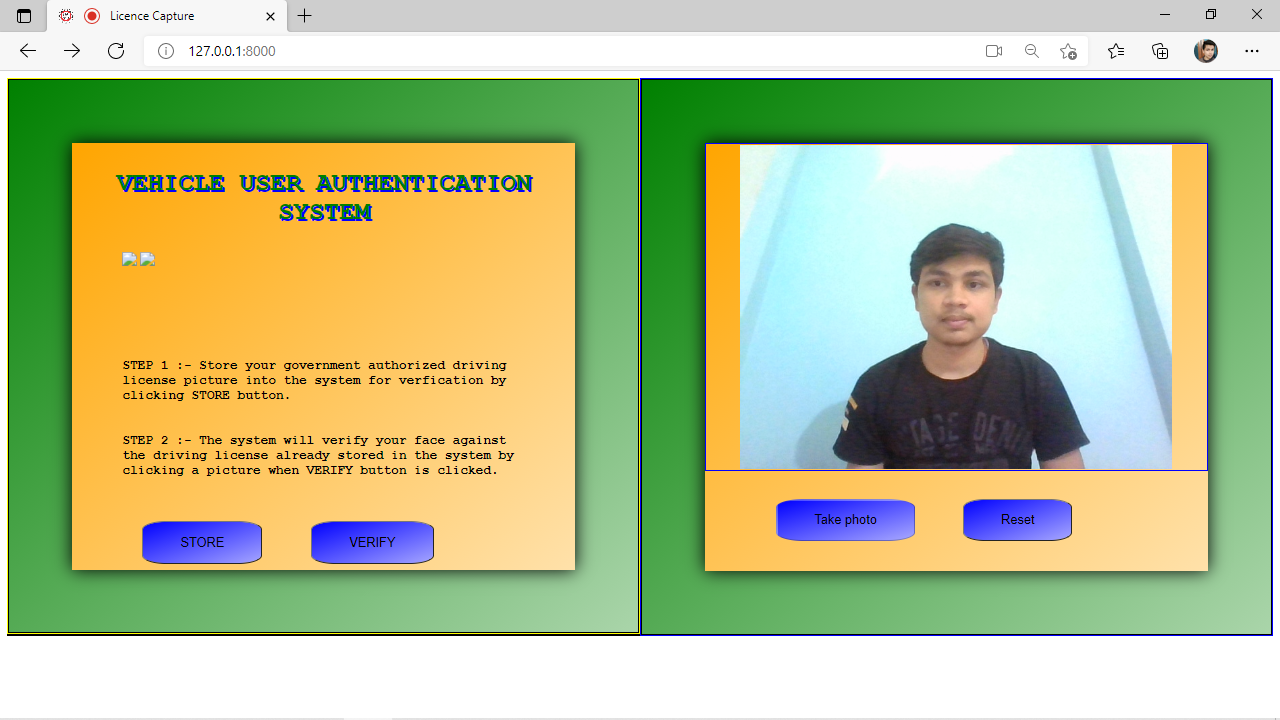 Licence Capture
127.0.0.1:8000
VEHICLE USER AUTHENTICATION
SYSTEM
STEP 1 :- Store your government authorized driving
license picture into the system for verfication by
clicking STORE button.
STEP 2 :- The system will verify your face against
the driving license already stored in the system by
clicking a picture when VERIFY button is clicked.
STORE
VERIFY
Take photo
Reset